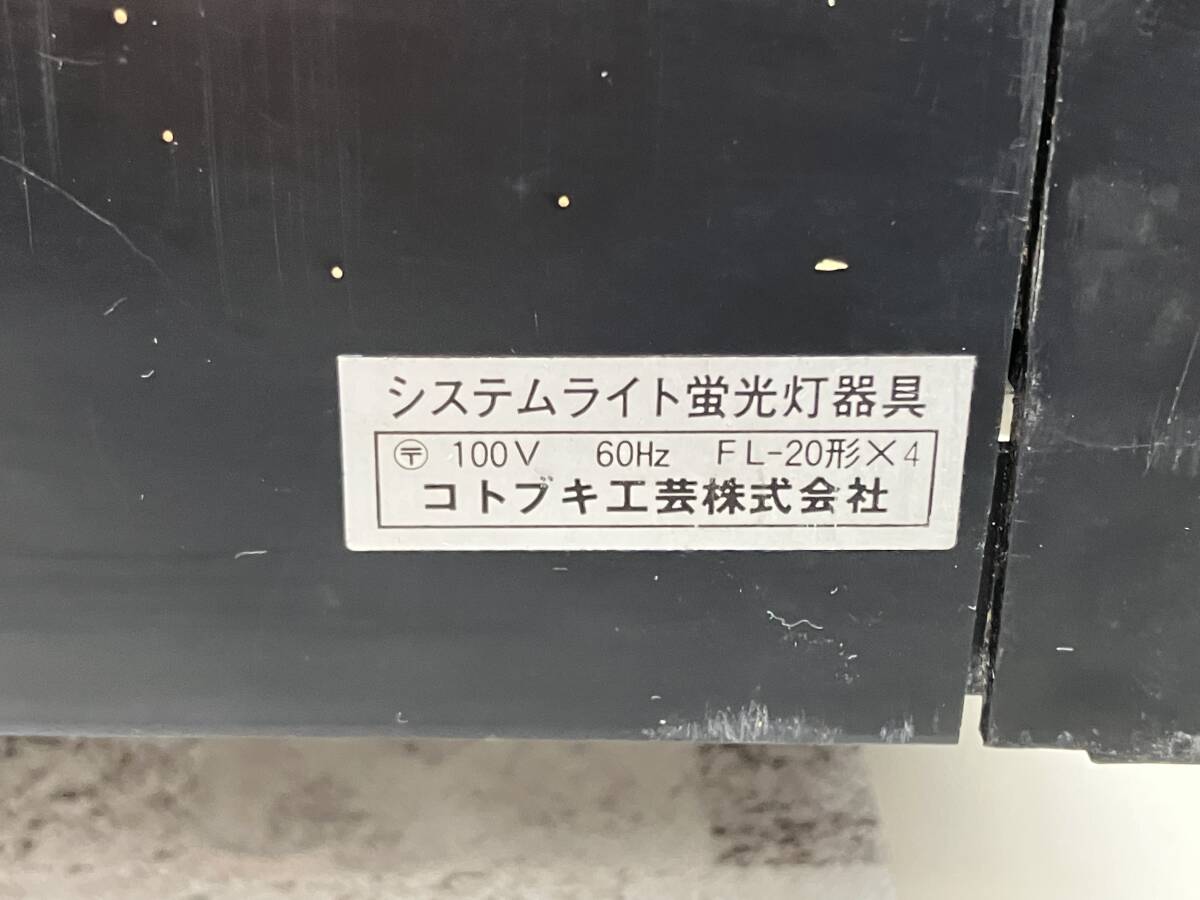 システムライト蛍光灯器具
〶 100V 60Hz FL-20形×4
コトブキ工芸株式会社